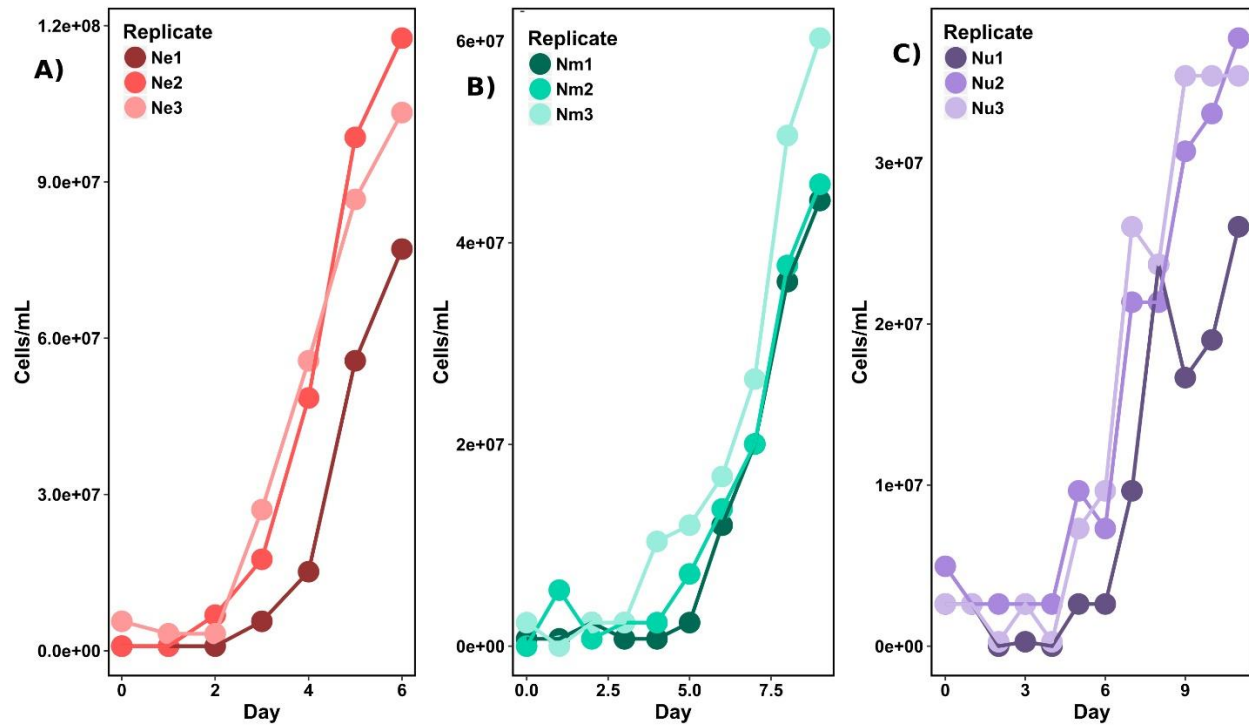 A)
Replicate
Ne1
Ne2
Ne3
1.2e+08
9.0e+07
6.0e+07
3.0e+07
0.0e+00
Cells/mL
0 2 4 6
Day
B)
Replicate
Nm1
Nm2
Nm3
6e+07
4e+07
2e+07
0e+00
Cells/mL
0.0 2.5 5.0 7.5
Day
C)
Replicate
Nu1
Nu2
Nu3
3e+07
2e+07
1e+07
0e+00
Cells/mL
0 3 6 9
Day